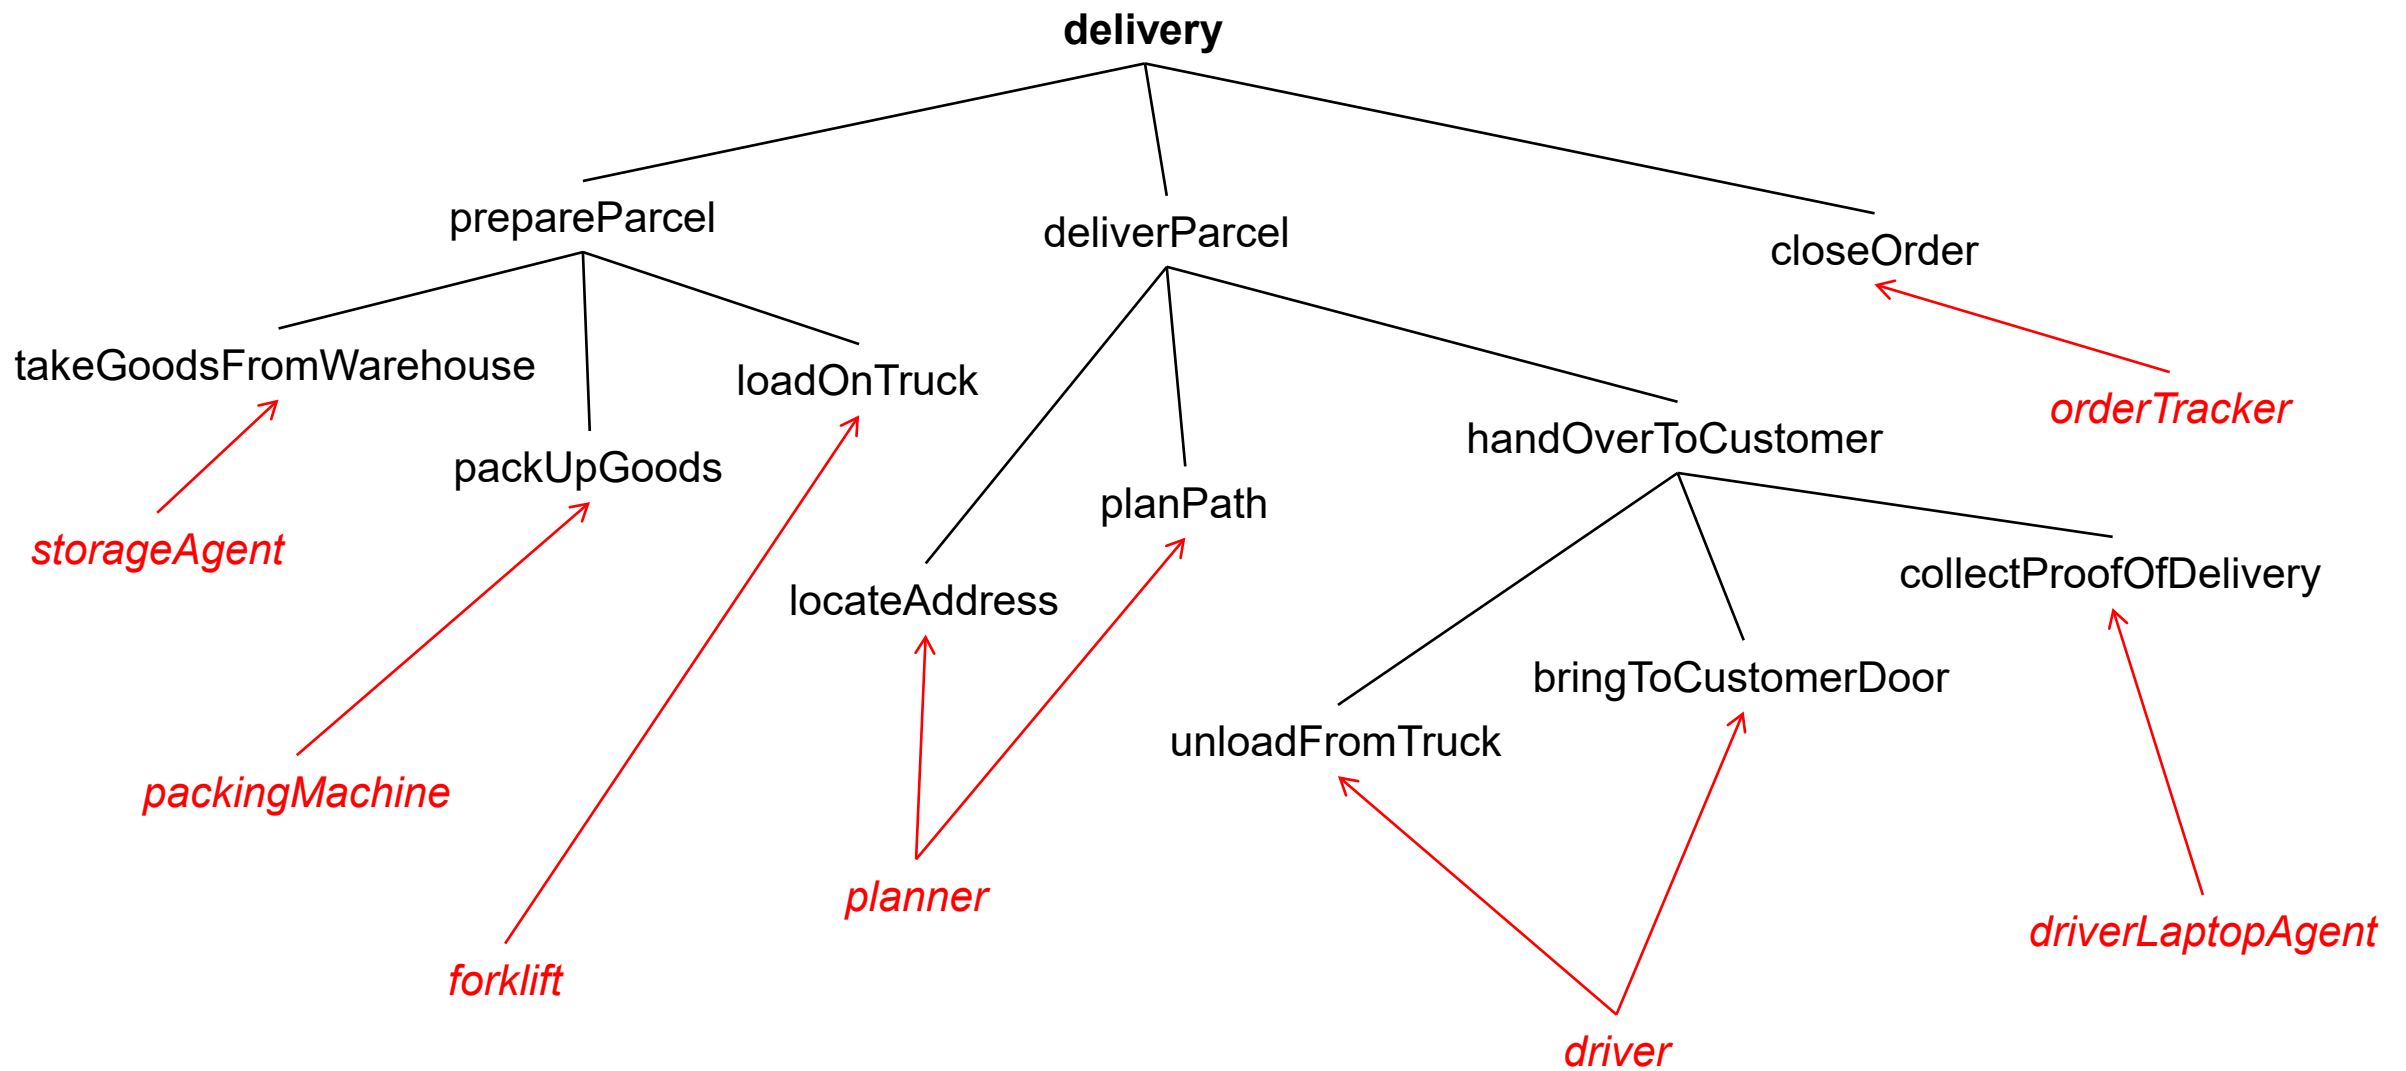 delivery
prepareParcel
deliverParcel
closeOrder
takeGoodsFromWarehouse
loadOnTruck
orderTracker
handOverToCustomer
packUpGoods
planPath
storageAgent
collectProofOfDelivery
locateAddress
bringToCustomerDoor
unloadFromTruck
packingMachine
planner
driverLaptopAgent
forklift
driver